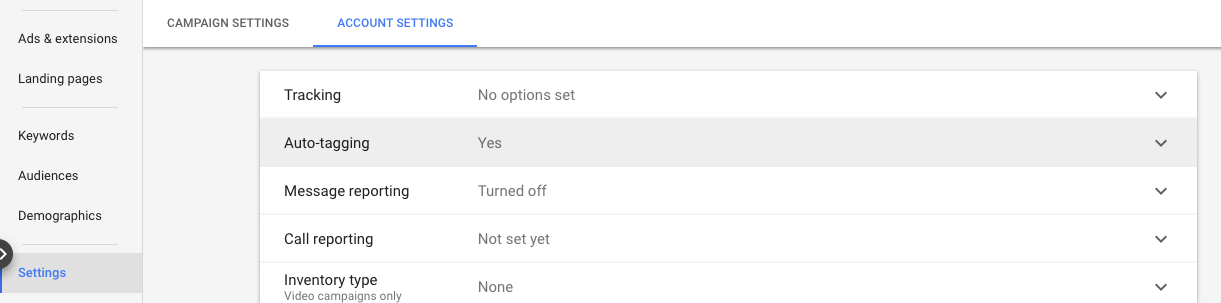 CAMPAIGN SETTINGS
ACCOUNT SETTINGS
Ads & extensions
Landing pages
Keywords
Audiences
Demographics
Settings
Tracking No options set
Auto-tagging Yes
Message reporting Turned off
Call reporting Not set yet
Inventory type None
Video campaigns only